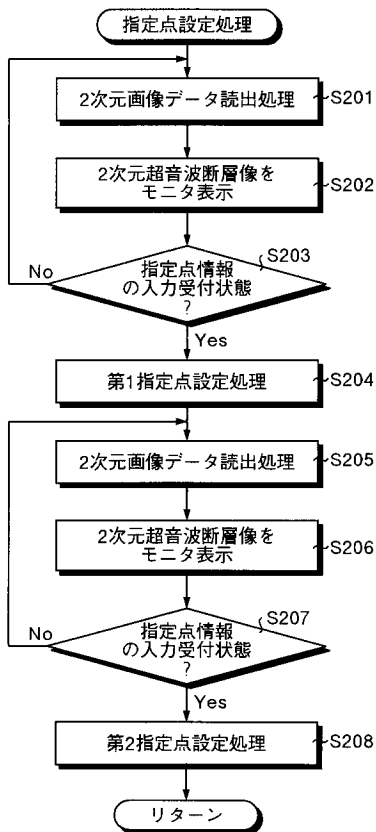 指定点設定処理
2次元画像データ読出処理
S201
2次元超音波断層像を
モニタ表示
S202
S203
指定点情報
の入力受付状態
?
No
Yes
第1指定点設定処理
S204
2次元画像データ読出処理
S205
2次元超音波断層像を
モニタ表示
S206
S207
指定点情報
の入力受付状態
?
No
Yes
第2指定点設定処理
S208
リターン